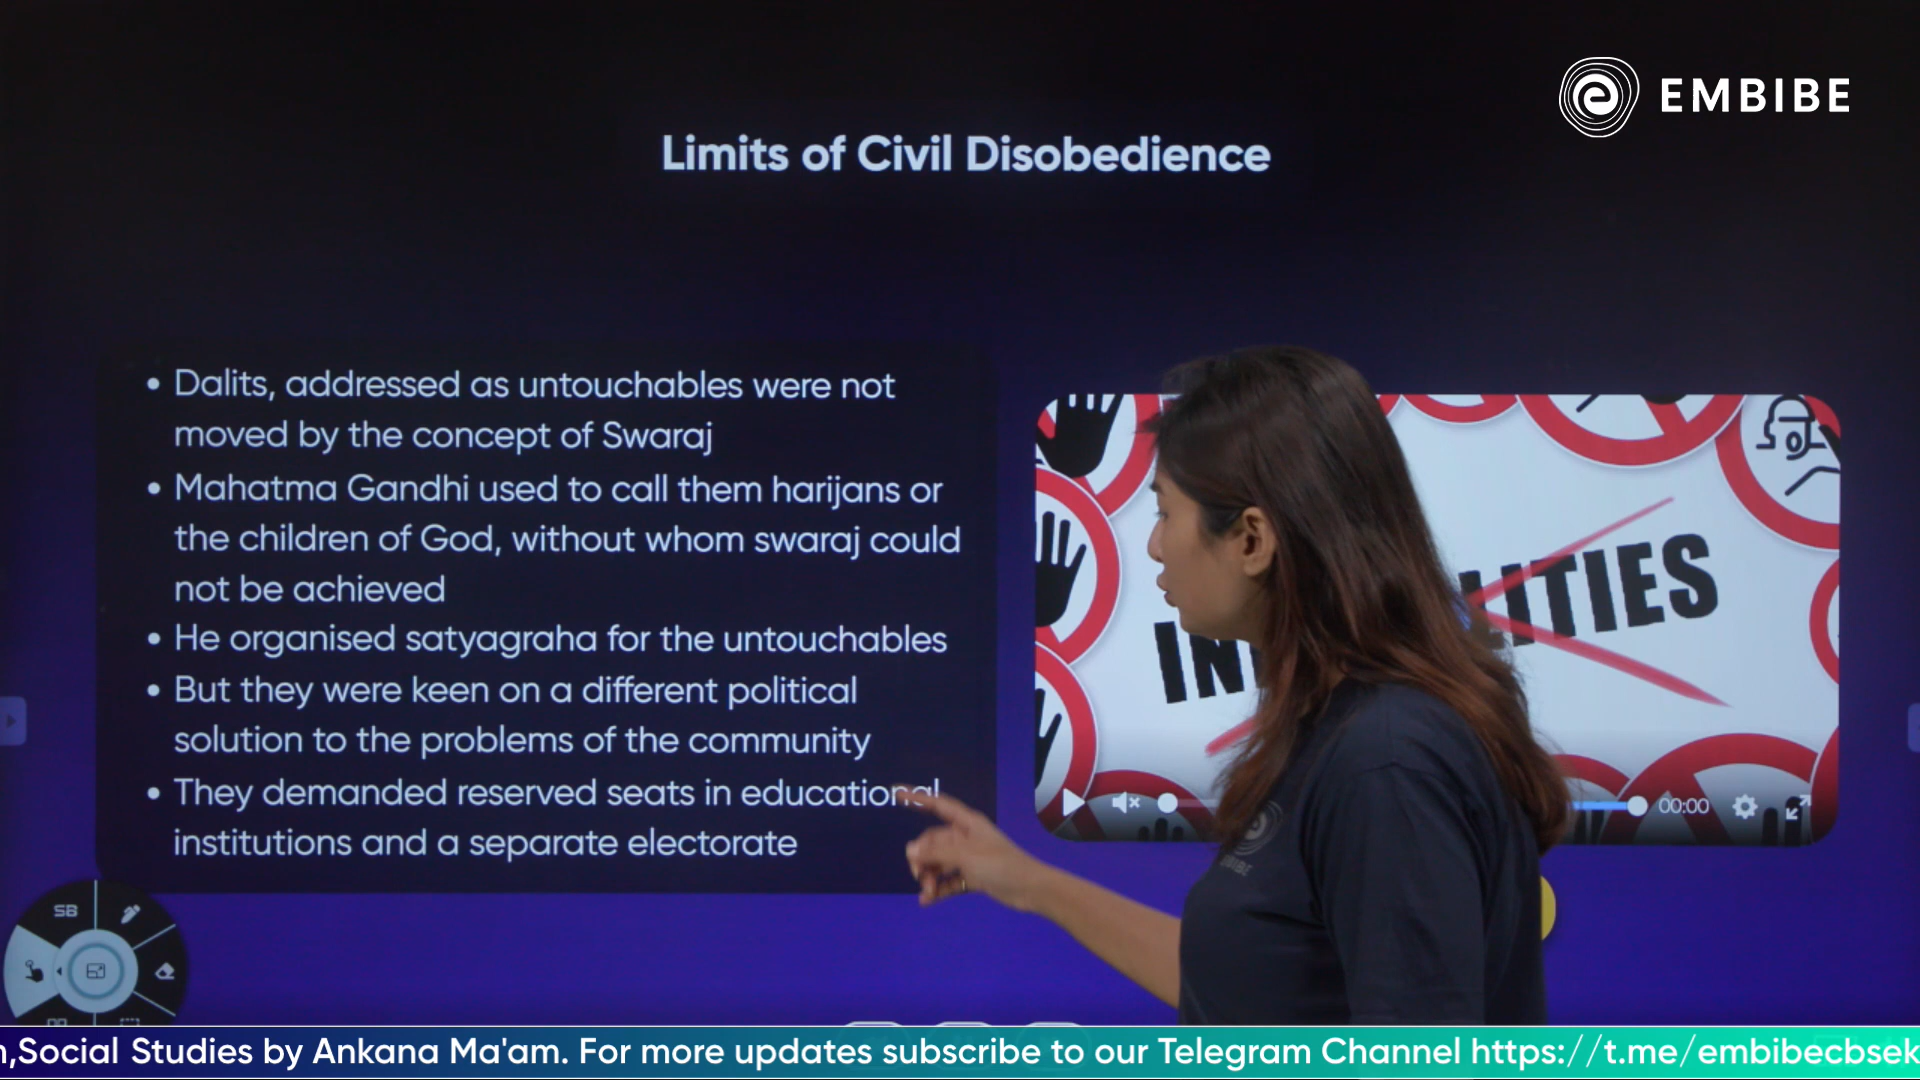 EMBIBE
Limits of Civil Disobedience
• Dalits, addressed as untouchables were not
moved by the concept of Swaraj
• Mahatma Gandhi used to call them harijans or
the children of God, without whom swaraj could
not be achieved
• He organised satyagraha for the untouchables
• But they were keen on a different political
solution to the problems of the community
• They demanded reserved seats in educational
institutions and a separate electorate
00:00
EMBIBE
SB
,Social Studies by Ankana Ma'am. For more updates subscribe to our Telegram Channel https://t.me/embibecbsek